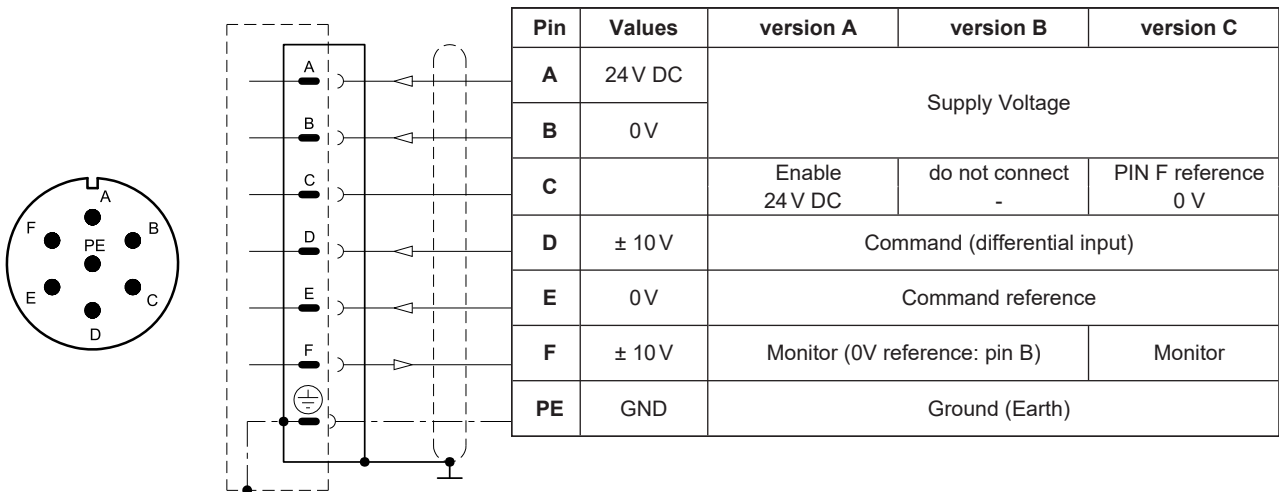 A
B
C
D
E
F
PE
A
B
C
D
E
F
Pin Values version A version B version C
A 24 V DC Supply Voltage
B 0 V
C Enable do not connect PIN F reference
24 V DC - 0 V
D ± 10 V Command (differential input)
E 0 V Command reference
F ± 10 V Monitor (0V reference: pin B) Monitor
PE GND Ground (Earth)